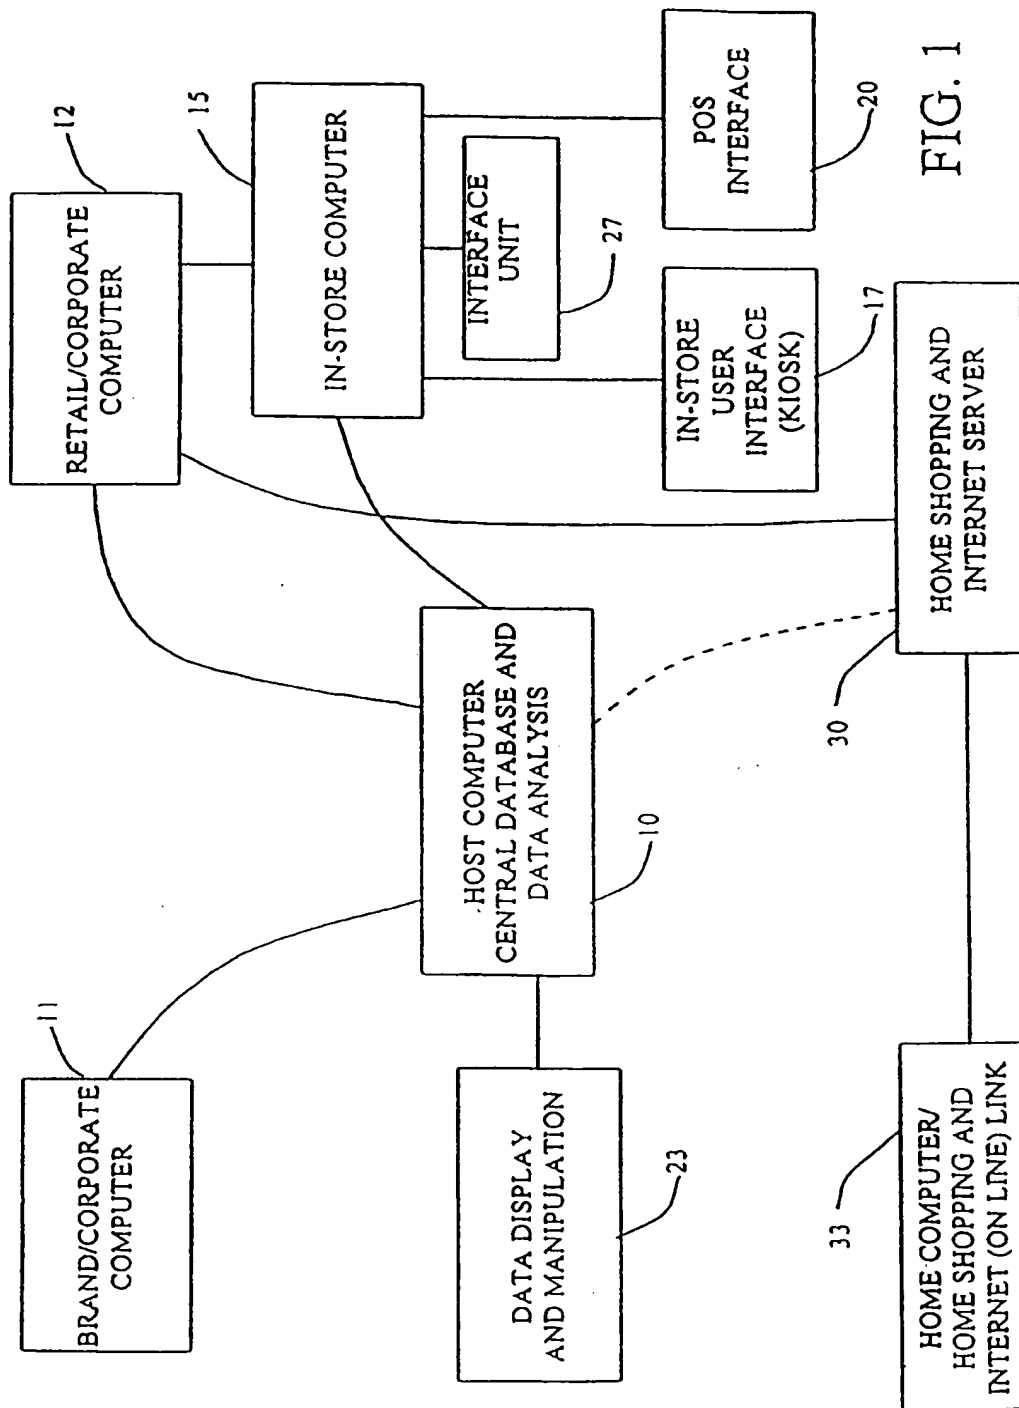 11
BRAND/CORPORATE
COMPUTER
12
RETAIL/CORPORATE
COMPUTER
15
IN-STORE COMPUTER
HOST COMPUTER
CENTRAL DATABASE AND
DATA ANALYSIS
10
DATA DISPLAY
AND MANIPULATION
23
INTERFACE
UNIT
27
IN-STORE
USER
INTERFACE
(KIOSK)
17
POS
INTERFACE
20
33
HOME COMPUTER/
HOME SHOPPING AND
INTERNET (ON LINE) LINK
30
HOME SHOPPING AND
INTERNET SERVER
FIG. 1